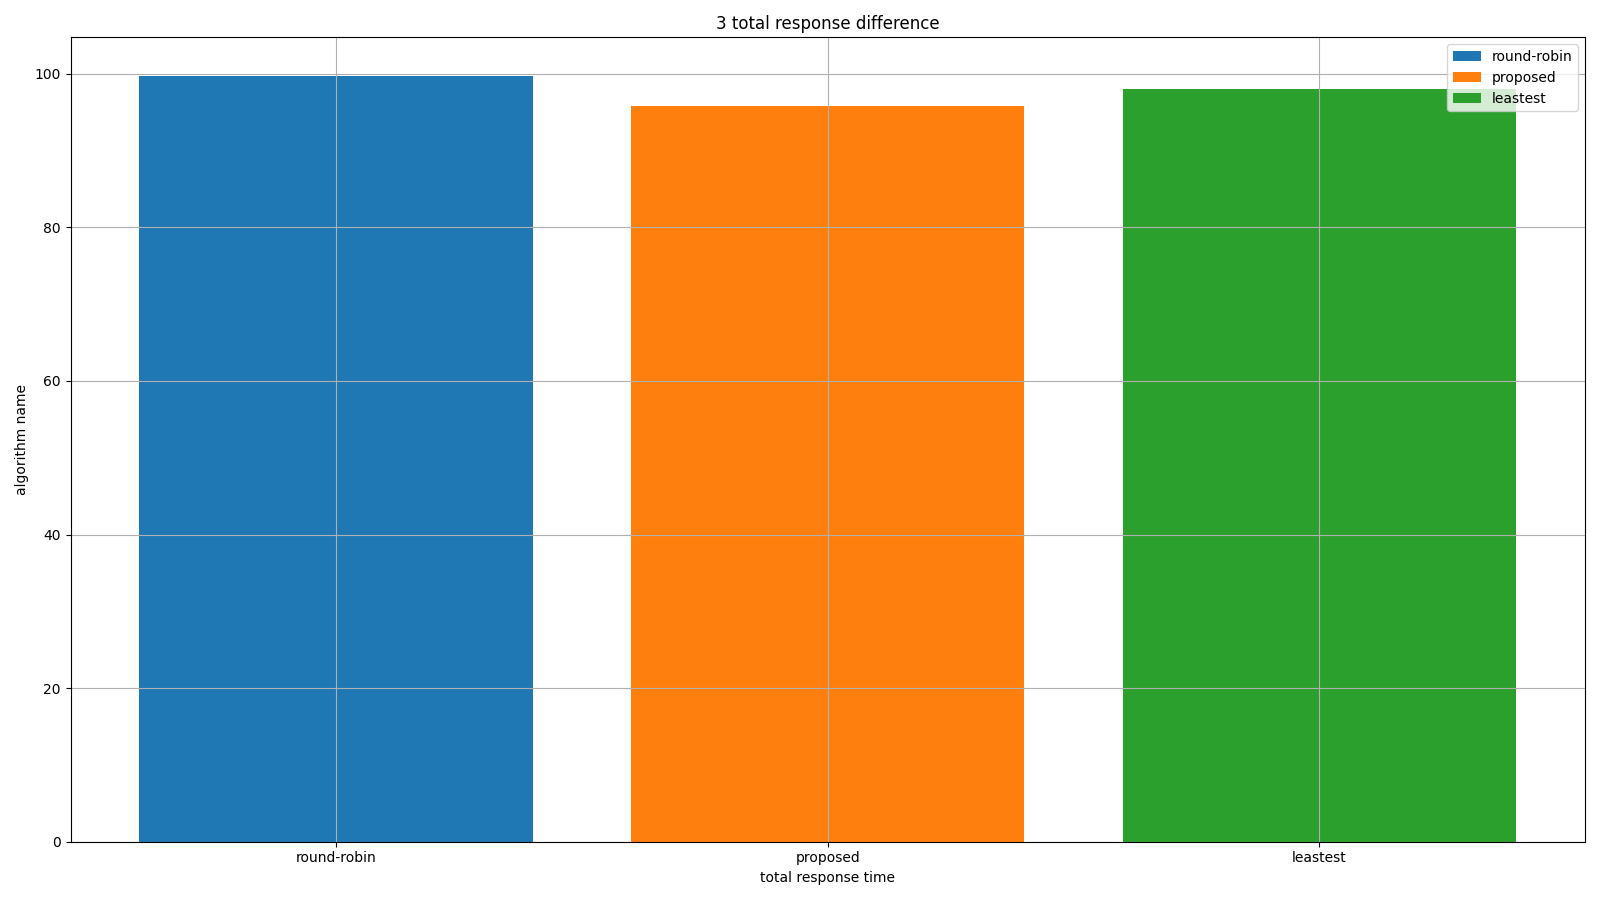 3 total response difference
round-robin
proposed
leastest
100
80
60
40
20
0
algorithm name
round-robin
proposed
leastest
total response time